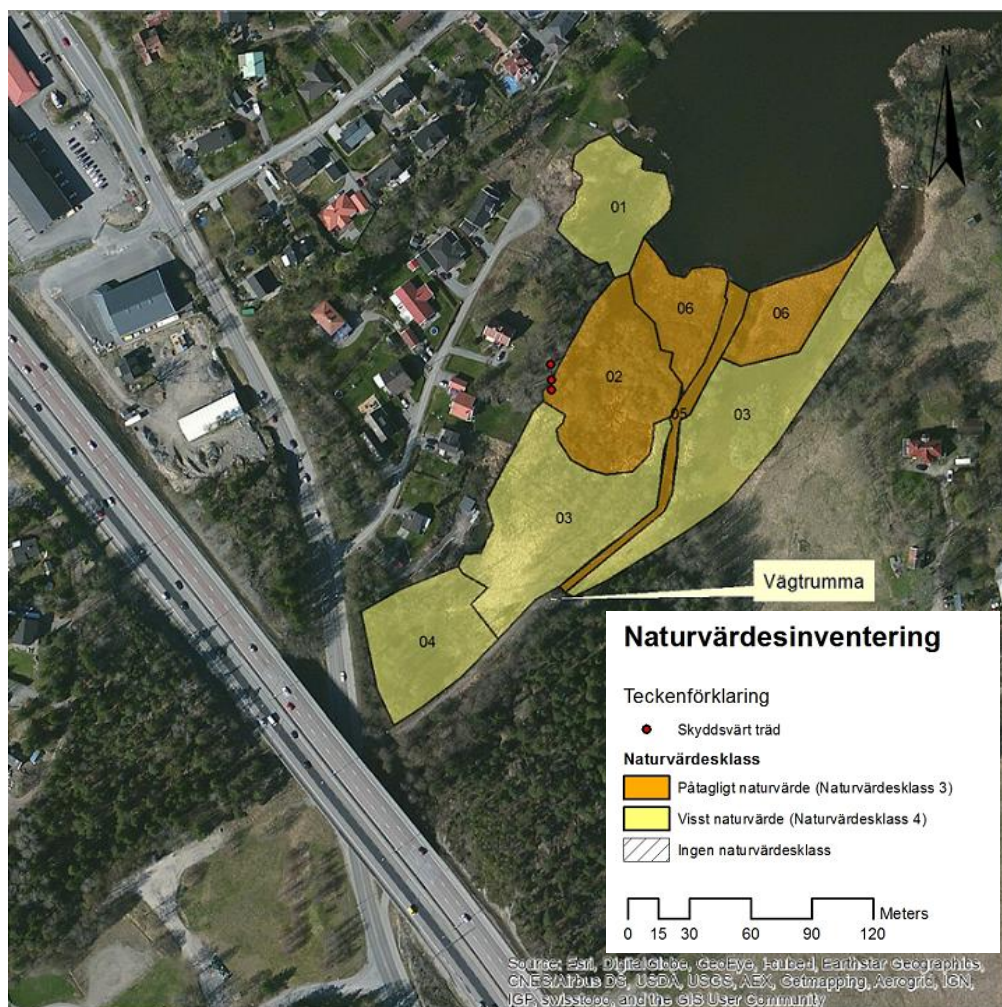 N
01
06
06
02
05
03
03
Vägtrumma
04
Naturvärdesinventering
Teckenförklaring
Skyddsvärt träd
Naturvärdesklass
Påtagligt naturvärde (Naturvärdesklass 3)
Visst naturvärde (Naturvärdesklass 4)
Ingen naturvärdesklass
Meters
0 15 30 60 90 120
Source: Esri, DigitalGlobe, GeoEye, i-cubed, Earthstar Geographics,
CNES/Airbus DS, USDA, USGS, AEX, Getmapping, Aerogrid, IGN,
IGP, swisstopo, and the GIS User Community